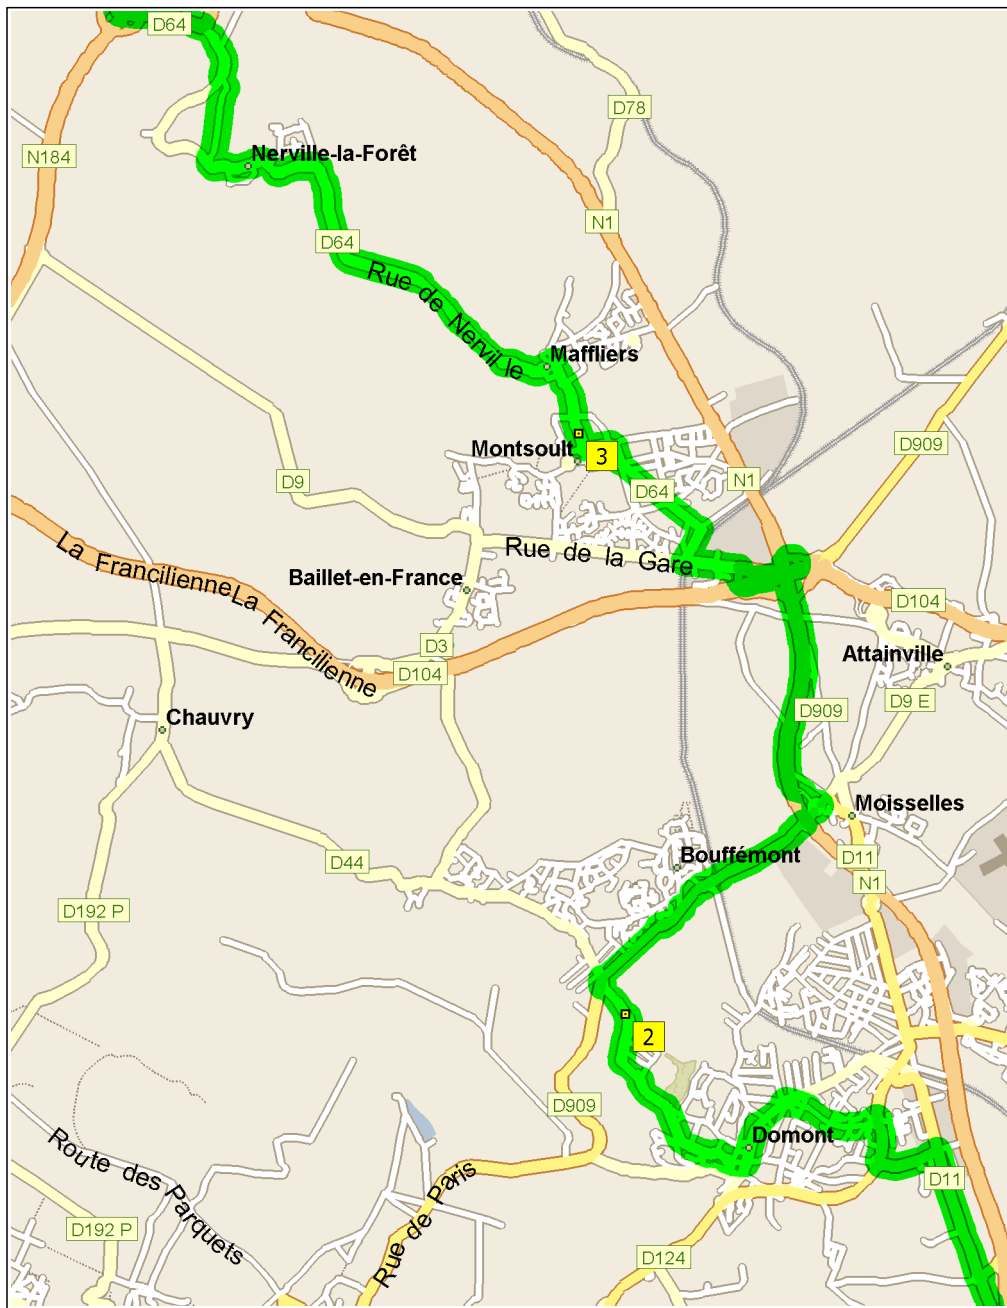 D64
D78
N184
Nerville-la-Forêt
N1
D64
Rue de Nerville
Maffliers
D909
Montsoult
3
N1
D9
D64
La Francilienne
La Francilienne
Rue de la Gare
Baillet-en-France
D104
D3
Attainville
D104
D9 E
D909
Chauvry
Moisselles
Bouffémont
D11
D44
N1
D192 P
2
D909
Domont
Route des Parquets
D11
Rue de Paris
D192 P
D124